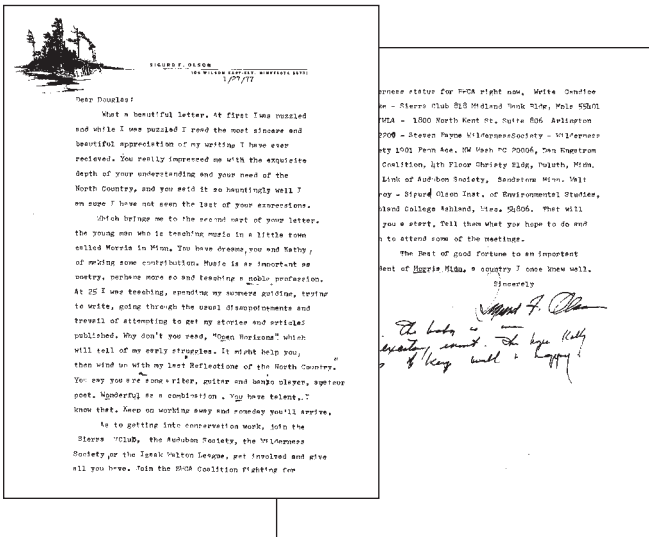 SIGURD F. OLSON
106 WILSON EAST-ELY, MINNESOTA 55731
Dear Douglas:
What a beautiful letter. At first I was puzzled
and while I was puzzled I read the most sincere and
beautiful appreciation of my writing I have ever
recieved. You really impressed me with the exquisite
depth of your understanding and your need of the
North Country, and you said it so hauntingly well I
am sure I have not seen the last of your expressions.
Which brings me to the second part of your letter,
the young man who is teaching music in a little town
called Morris in Minn. You have dreams, you and Kathy,
of making some contribution. Music is as important as
poetry, perhaps more so and teaching a noble profession.
At 25 I was teaching, spending my summers guiding, trying
to write, going through the usual disappointments and
travail of attempting to get my stories and articles
published. Why don't you read, "Open Horizons" which
will tell of my early struggles. It might help you,
then wind up with my last Reflections of the North Country."
You say you are song writer, guitar and banjo player, amateur
poet. Wonderful as a combination. You have talent, I
know that. Keep on working away and someday you'll arrive.
As to getting into conservation work, join the
Sierra Club, the Audubon Society, the Wilderness
Society, or the Izaak Walton League, get involved and give
all you have. Join the BWCA Coalition fighting for
erness status for BWCA right now. Write Candice
ke - Sierra Club 818 Midland Bank Bldg, Mpls 55401
IWLA - 1800 North Kent St. Suite 806 Arlington
2209 - Steven Payne WildernessSociety - Wilderness
ety 1901 Penn Ave. NW Wash DC 20006, Dan Engstrom
Coalition, 4th Floor Christy Bldg, Duluth, Minn.
Link of Audubon Society, Sandstone Minn. Walt
roy - Sigurd Olson Inst. of Environmental Studies,
hland College Ashland, Wisc. 54806. That will
you a start. Tell them what you hope to do and
h to attend some of the meetings.
The Best of good fortune to an important
dent of Morris Minn, a country I once knew well.
Sincerely
Sigurd F. Olson
The baby is an
exciting event. Kathy